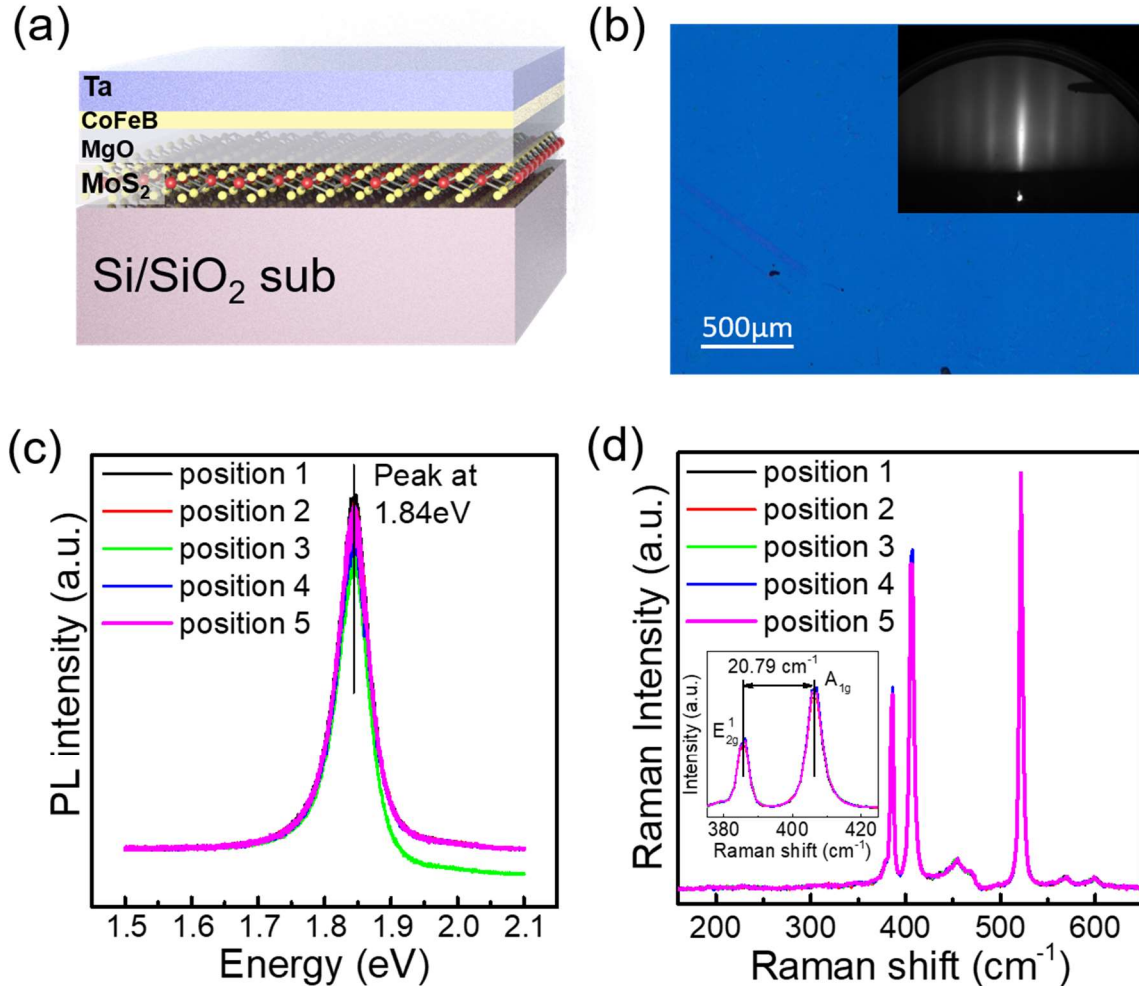 (a)
Ta
CoFeB
MgO
MoS₂
Si/SiO₂ sub
(b)
500μm
(c)
position 1
position 2
position 3
position 4
position 5
Peak at
1.84eV
PL intensity (a.u.)
1.5 1.6 1.7 1.8 1.9 2.0 2.1
Energy (eV)
(d)
position 1
position 2
position 3
position 4
position 5
20.79 cm⁻¹
A₁g
E¹₂g
Intensity (a.u.)
380 400 420
Raman shift (cm⁻¹)
Raman Intensity (a.u.)
200 300 400 500 600
Raman shift (cm⁻¹)